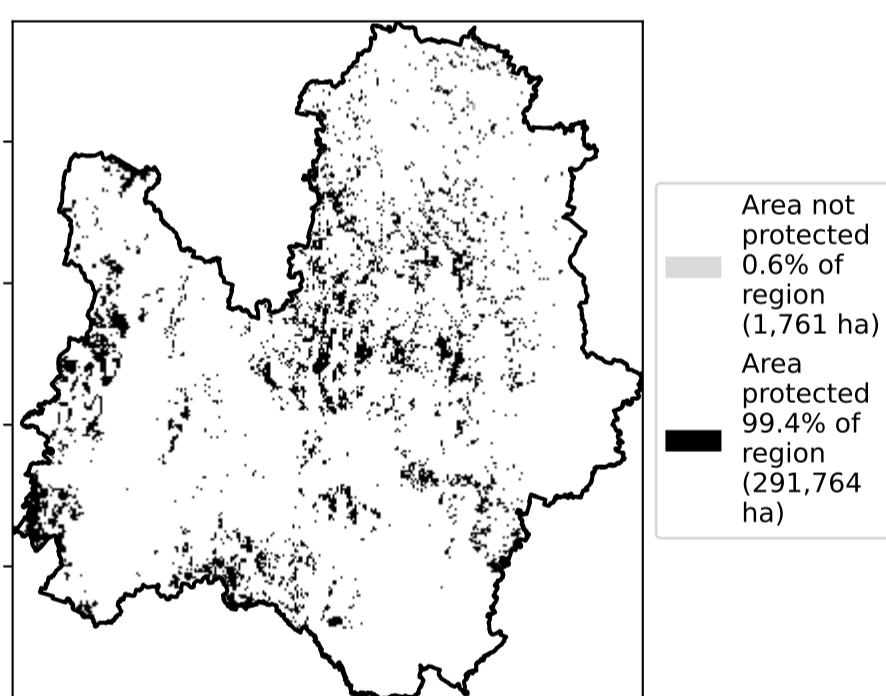 Area not
protected
0.6% of
region
(1,761 ha)
Area
protected
99.4% of
region
(291,764
ha)